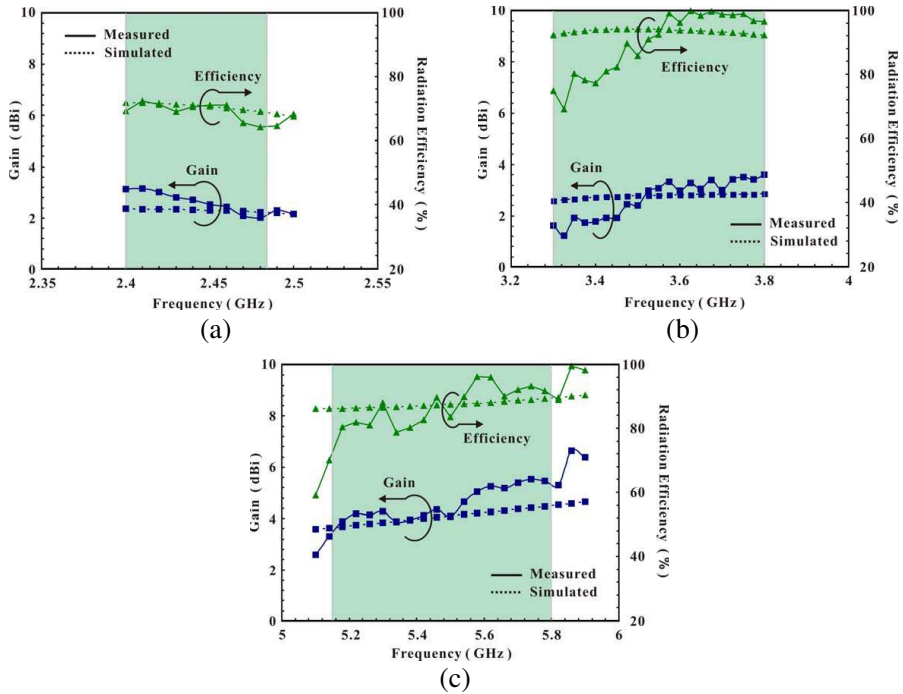 Measured
Simulated
Efficiency
Gain
Gain (dBi)
Radiation Efficiency (%)
10
8
6
4
2
0
100
80
60
40
20
2.35
2.4
2.45
2.5
2.55
Frequency (GHz)
(a)
Efficiency
Gain
Measured
Simulated
Gain (dBi)
Radiation Efficiency (%)
10
8
6
4
2
0
100
80
60
40
20
3.2
3.4
3.6
3.8
4
Frequency (GHz)
(b)
Efficiency
Gain
Measured
Simulated
Gain (dBi)
Radiation Efficiency (%)
10
8
6
4
2
0
100
80
60
40
20
5
5.2
5.4
5.6
5.8
6
Frequency (GHz)
(c)